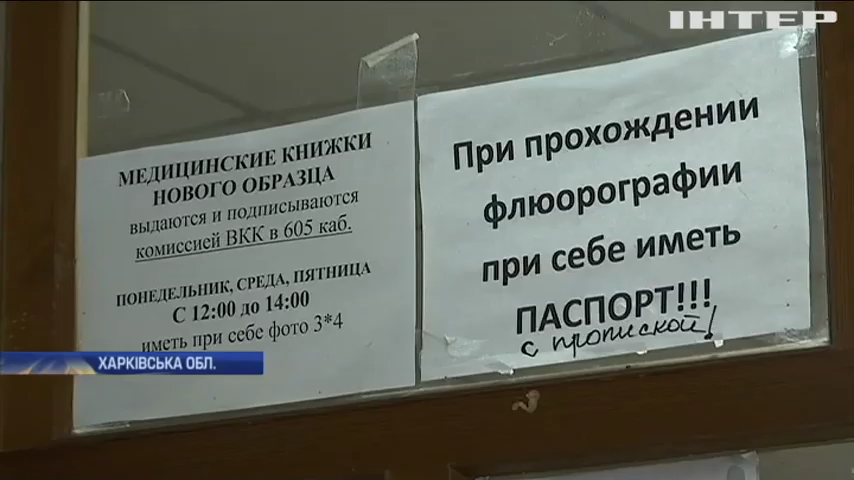 ІНТЕР
МЕДИЦИНСКИЕ КНИЖКИ
НОВОГО ОБРАЗЦА
выдаются и подписываются
комиссией ВКК в 605 каб.
ПОНЕДЕЛЬНИК, СРЕДА, ПЯТНИЦА
С 12:00 до 14:00
иметь при себе фото 3*4
При прохождении
флюорографии
при себе иметь
ПАСПОРТ!!!
с пропиской!
ХАРКІВСЬКА ОБЛ.